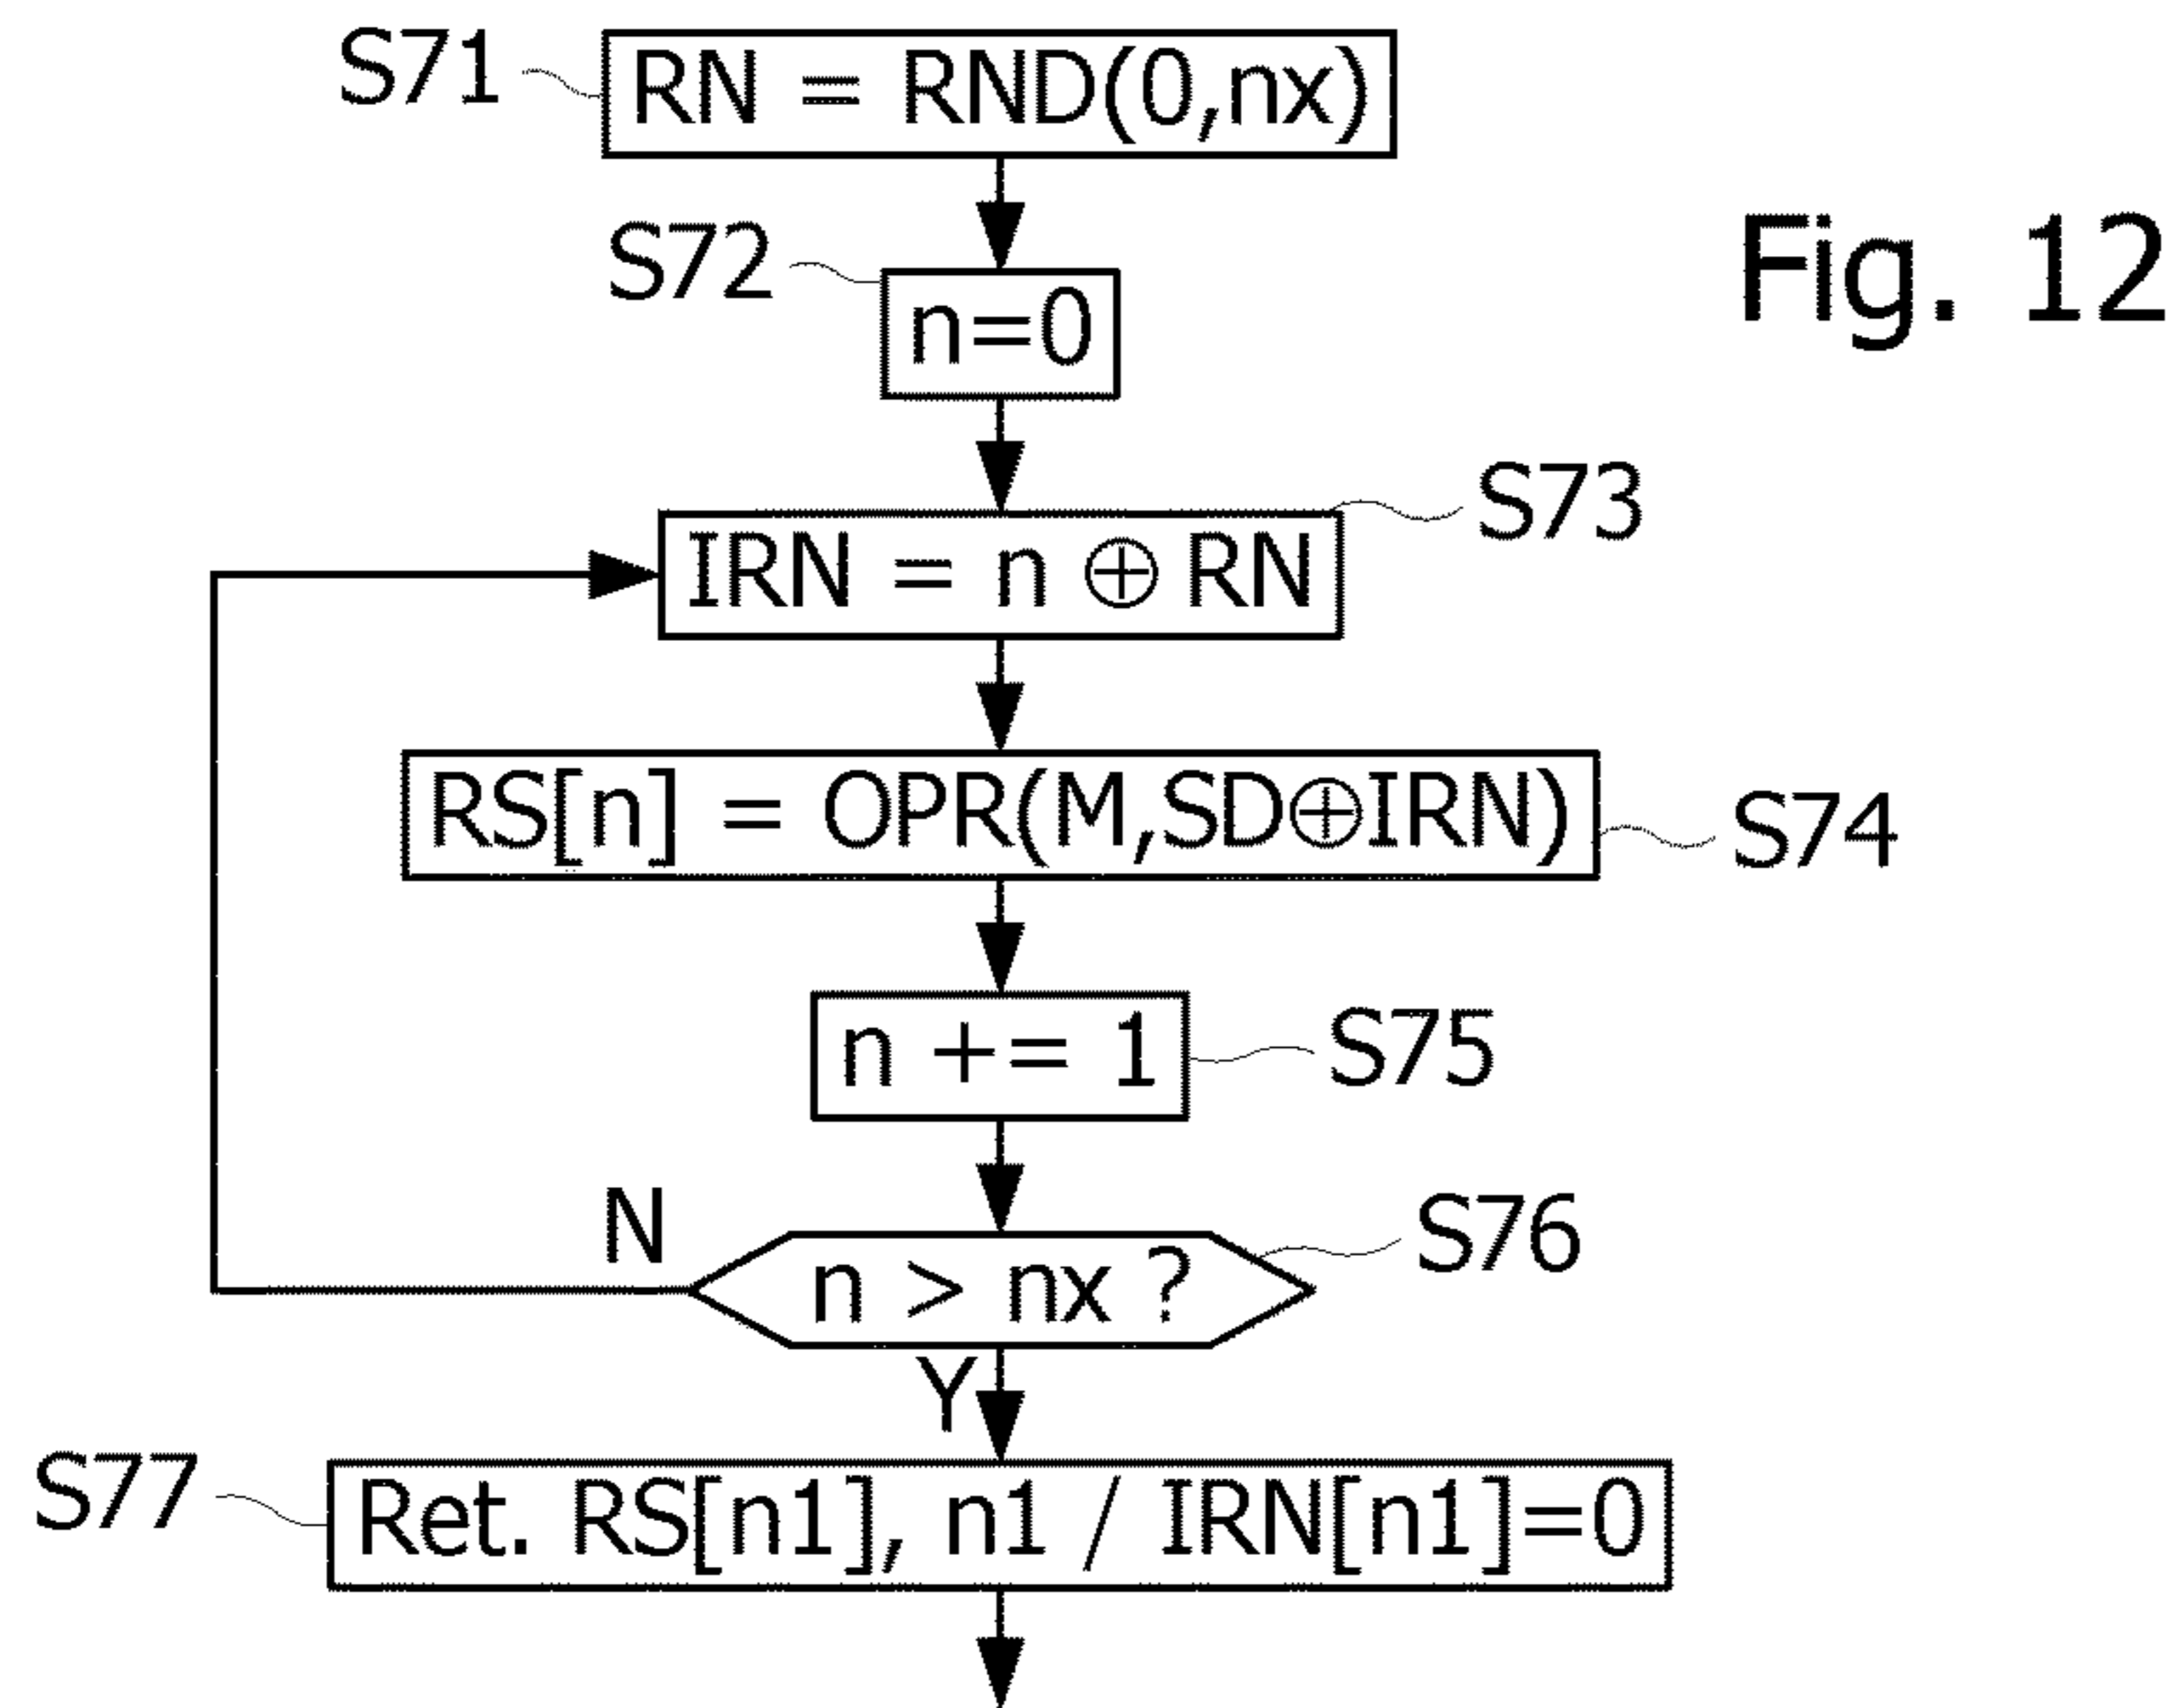 S71
RN = RND(0,nx)
Fig. 12
S72
n=0
S73
IRN = n ⊕ RN
RS[n] = OPR(M,SD⊕IRN)
S74
n += 1
S75
N
n > nx ?
S76
Y
S77
Ret. RS[n1], n1 / IRN[n1]=0